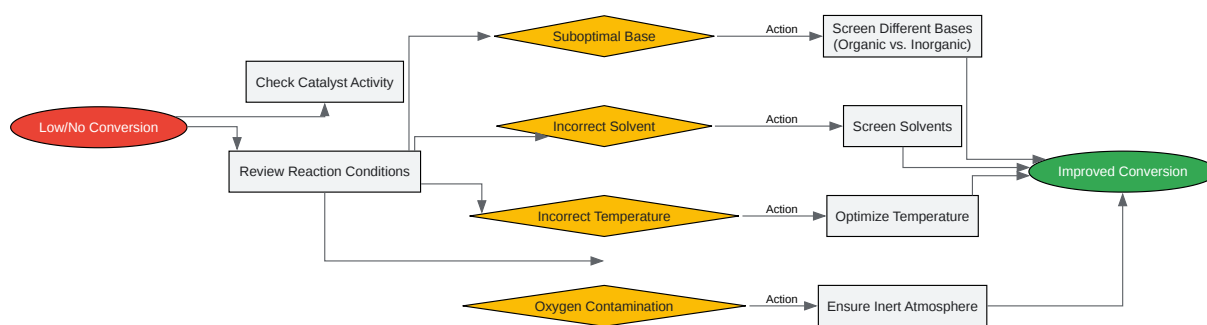 Low/No Conversion
Check Catalyst Activity
Review Reaction Conditions
Suboptimal Base
Action
Screen Different Bases
(Organic vs. Inorganic)
Incorrect Solvent
Action
Screen Solvents
Incorrect Temperature
Action
Optimize Temperature
Oxygen Contamination
Action
Ensure Inert Atmosphere
Improved Conversion